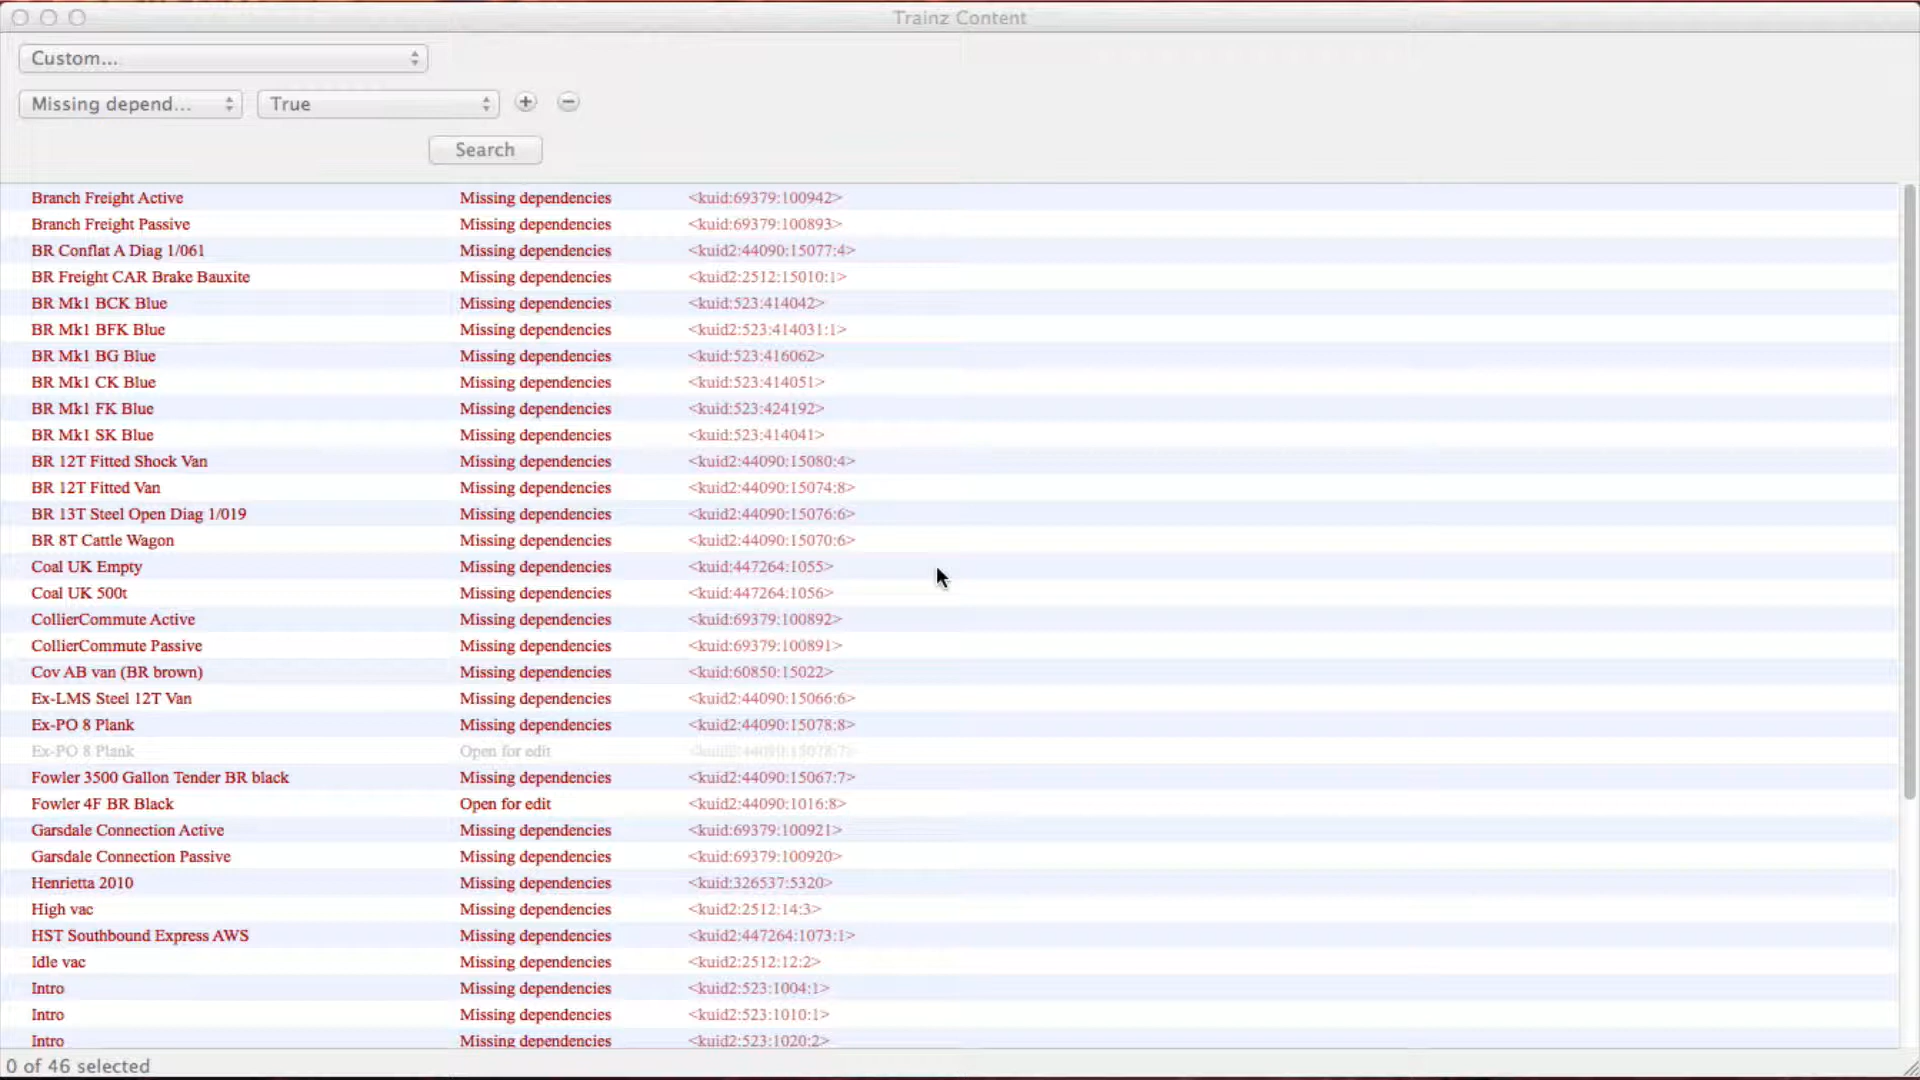 Trainz Content
Custom...
Missing depend... True
Search
Branch Freight Active Missing dependencies <kuid:69379:100942>
Branch Freight Passive Missing dependencies <kuid:69379:100893>
BR Conflat A Diag 1/061 Missing dependencies <kuid2:44090:15077:4>
BR Freight CAR Brake Bauxite Missing dependencies <kuid2:2512:15010:1>
BR Mk1 BCK Blue Missing dependencies <kuid:523:414042>
BR Mk1 BFK Blue Missing dependencies <kuid2:523:414031:1>
BR Mk1 BG Blue Missing dependencies <kuid:523:416062>
BR Mk1 CK Blue Missing dependencies <kuid:523:414051>
BR Mk1 FK Blue Missing dependencies <kuid:523:424192>
BR Mk1 SK Blue Missing dependencies <kuid:523:414041>
BR 12T Fitted Shock Van Missing dependencies <kuid2:44090:15080:4>
BR 12T Fitted Van Missing dependencies <kuid2:44090:15074:8>
BR 13T Steel Open Diag 1/019 Missing dependencies <kuid2:44090:15076:6>
BR 8T Cattle Wagon Missing dependencies <kuid2:44090:15070:6>
Coal UK Empty Missing dependencies <kuid:447264:1055>
Coal UK 500t Missing dependencies <kuid:447264:1056>
CollierCommute Active Missing dependencies <kuid:69379:100892>
CollierCommute Passive Missing dependencies <kuid:69379:100891>
Cov AB van (BR brown) Missing dependencies <kuid:60850:15022>
Ex-LMS Steel 12T Van Missing dependencies <kuid2:44090:15066:6>
Ex-PO 8 Plank Missing dependencies <kuid2:44090:15078:8>
Ex-PO 8 Plank Open for edit <kuid2:44090:15078:7>
Fowler 3500 Gallon Tender BR black Missing dependencies <kuid2:44090:15067:7>
Fowler 4F BR Black Open for edit <kuid2:44090:1016:8>
Garsdale Connection Active Missing dependencies <kuid:69379:100921>
Garsdale Connection Passive Missing dependencies <kuid:69379:100920>
Henrietta 2010 Missing dependencies <kuid:326537:5320>
High vac Missing dependencies <kuid2:2512:14:3>
HST Southbound Express AWS Missing dependencies <kuid2:447264:1073:1>
Idle vac Missing dependencies <kuid2:2512:12:2>
Intro Missing dependencies <kuid2:523:1004:1>
Intro Missing dependencies <kuid2:523:1010:1>
Intro Missing dependencies <kuid2:523:1020:2>
0 of 46 selected